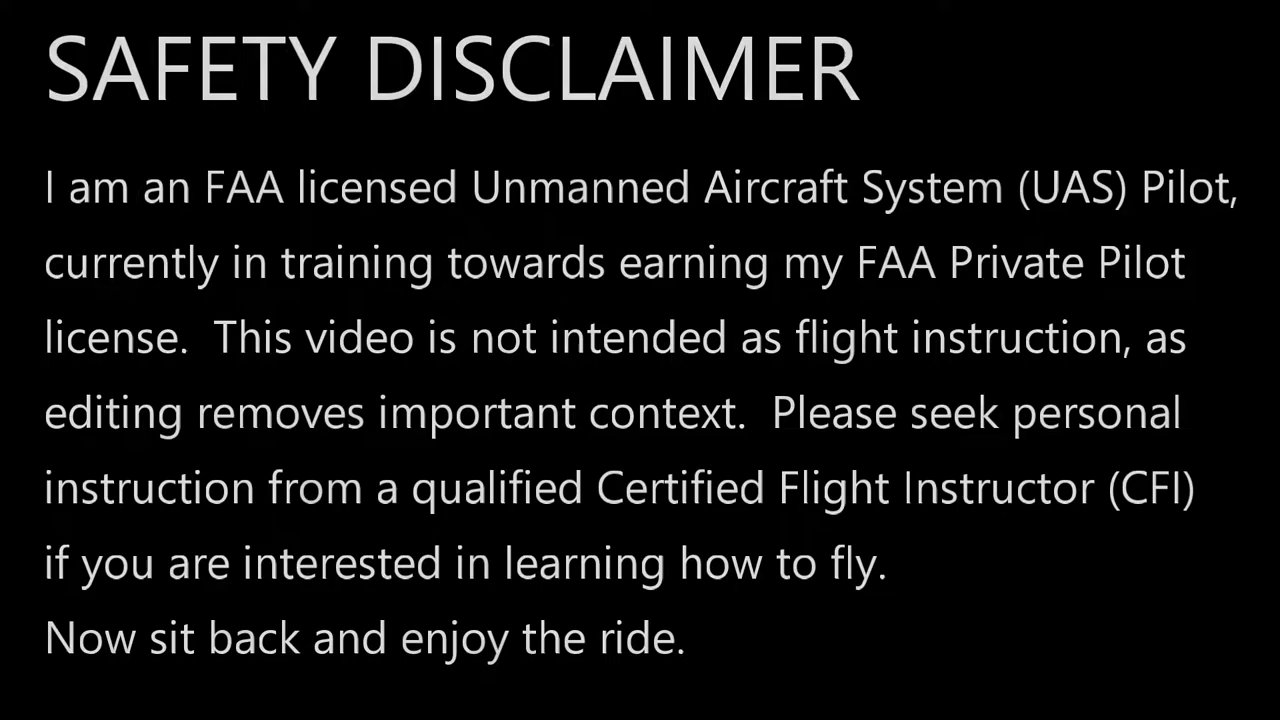 SAFETY DISCLAIMER
I am an FAA licensed Unmanned Aircraft System (UAS) Pilot,
currently in training towards earning my FAA Private Pilot
license.  This video is not intended as flight instruction, as
editing removes important context.  Please seek personal
instruction from a qualified Certified Flight Instructor (CFI)
if you are interested in learning how to fly.
Now sit back and enjoy the ride.